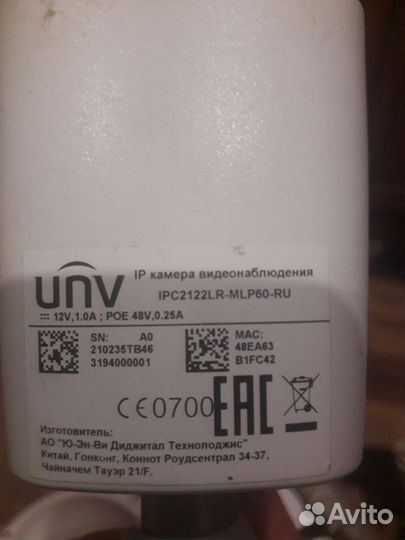 unv
IP камера видеонаблюдения
IPC2122LR-MLP60-RU
12V,1.0A ; POE 48V,0.25A
SN: A0
210235TB46
3194000001
MAC:
48EA63
B1FC42
CE0700 EAC
Изготовитель:
АО "Ю-Эн-Ви Диджитал Технолоджис"
Китай, Гонконг, Коннот Роудсентрал 34-37.
Чайначем Тауэр 21/F.
Avito